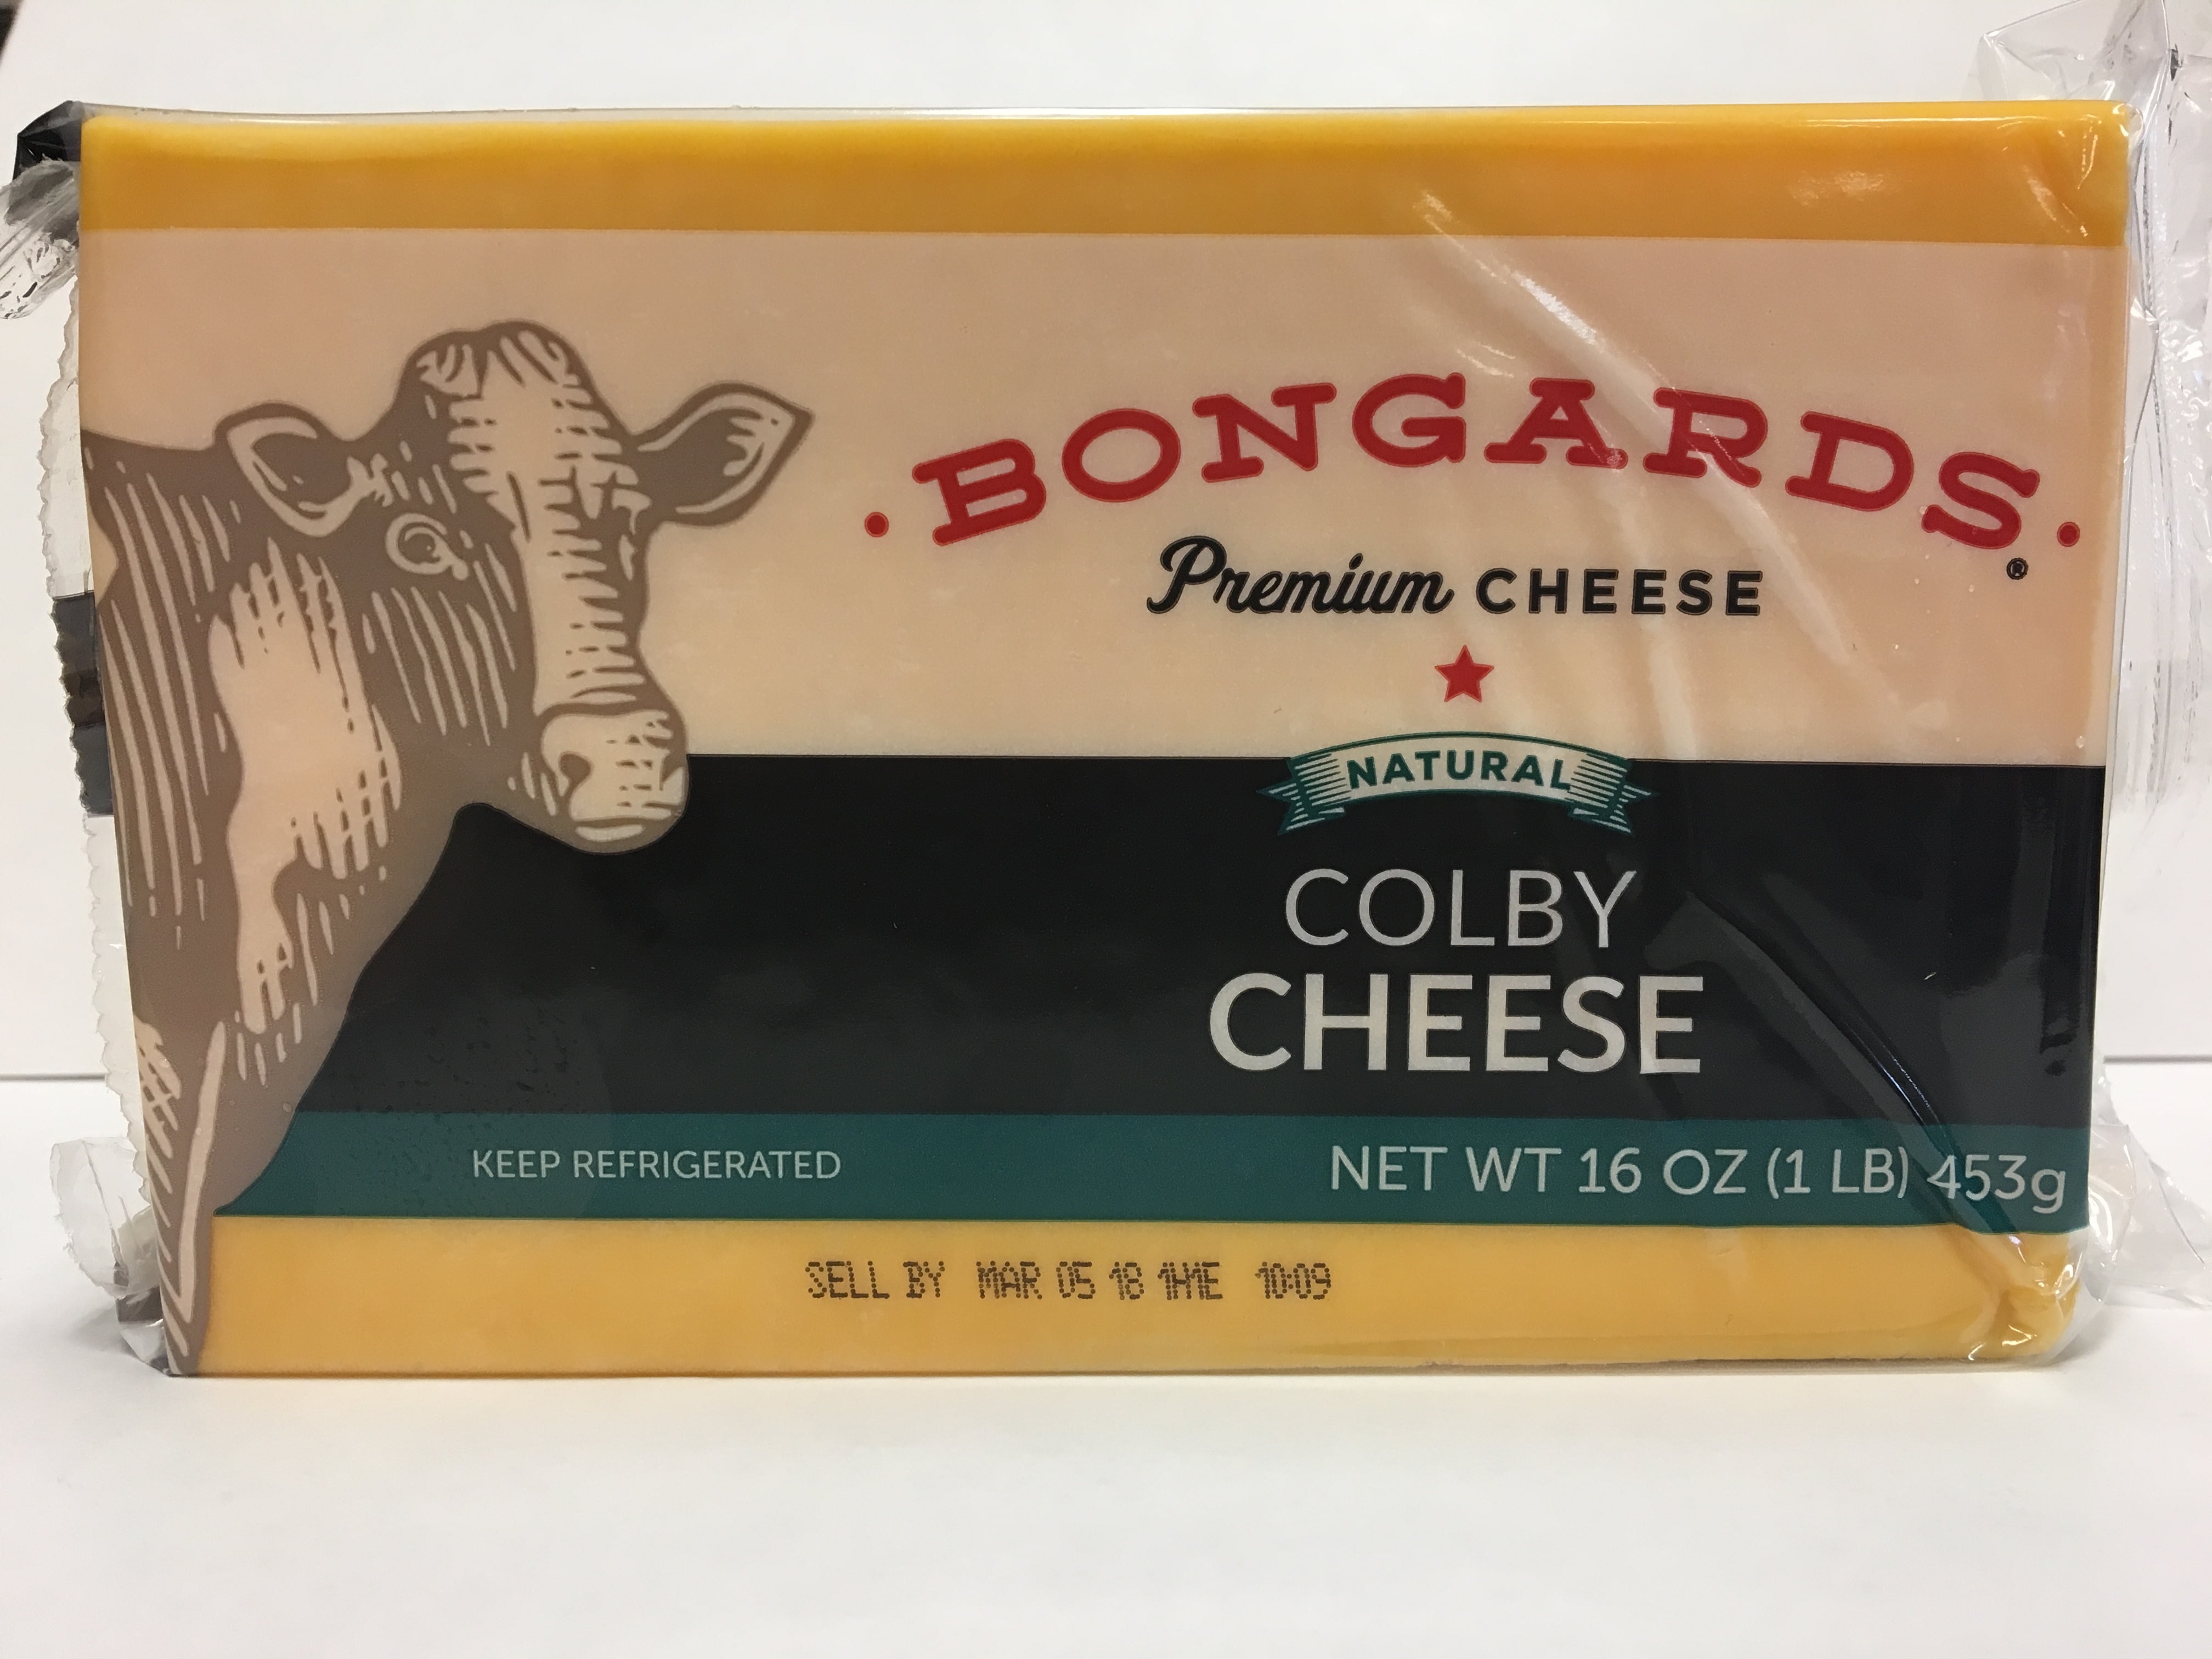 ·BONGARDS·®
Premium CHEESE
NATURAL
COLBY
CHEESE
KEEP REFRIGERATED
NET WT 16 OZ (1 LB) 453g
SELL BY MAR 05 18 1HME 10:09